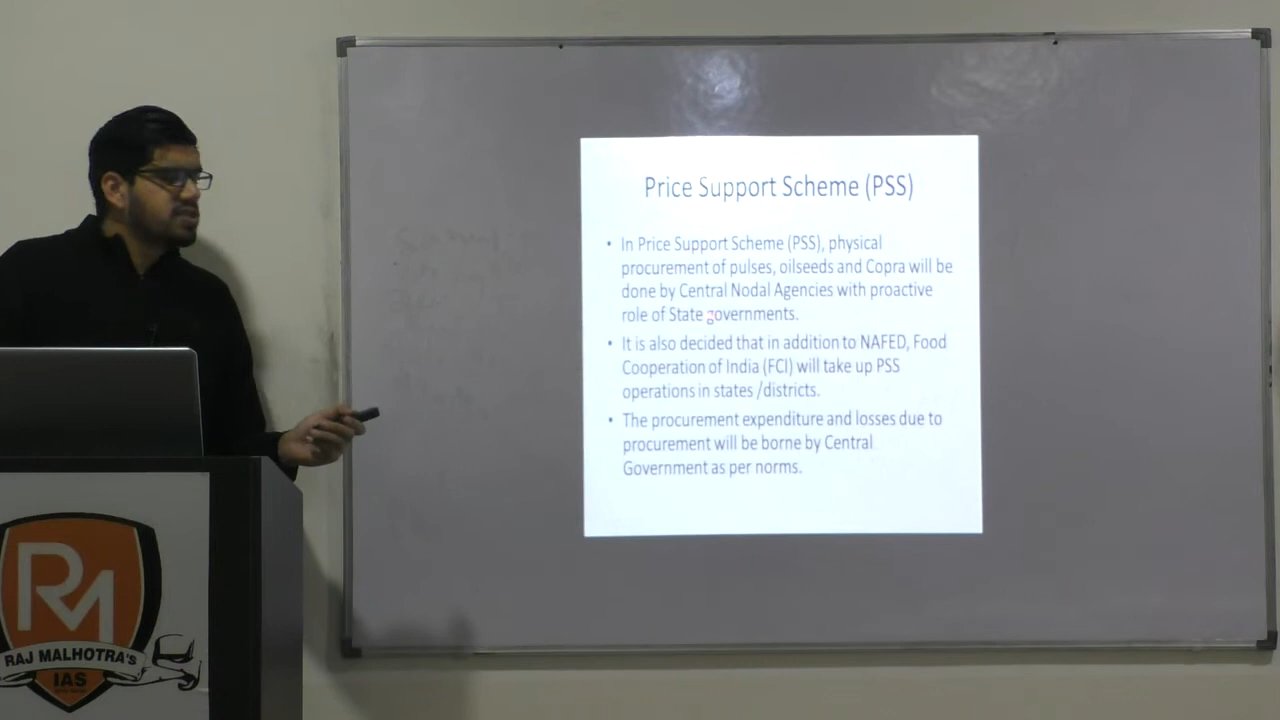 Price Support Scheme (PSS)
• In Price Support Scheme (PSS), physical
procurement of pulses, oilseeds and Copra will be
done by Central Nodal Agencies with proactive
role of State governments.
• It is also decided that in addition to NAFED, Food
Cooperation of India (FCI) will take up PSS
operations in states /districts.
• The procurement expenditure and losses due to
procurement will be borne by Central
Government as per norms.
RM
RAJ MALHOTRA'S
IAS